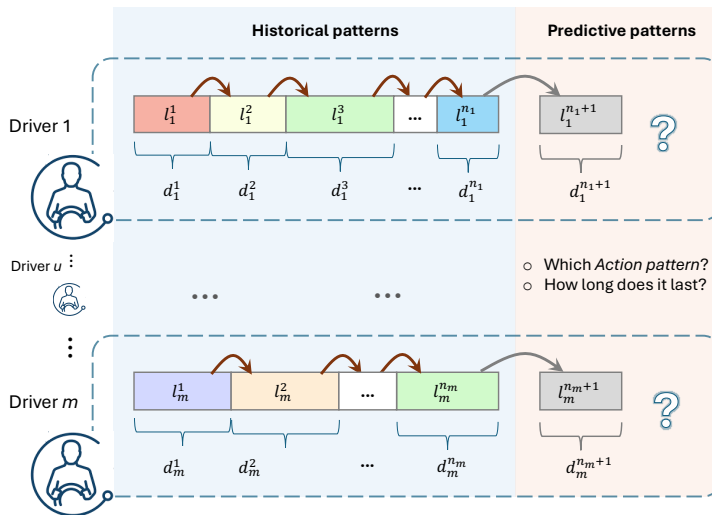 Historical patterns
Predictive patterns
Driver 1
l_1^1 l_1^2 l_1^3 ... l_1^{n_1} l_1^{n_1+1} ?
d_1^1 d_1^2 d_1^3 ... d_1^{n_1} d_1^{n_1+1}
Driver u ⋮
... ...
○ Which Action pattern?
○ How long does it last?
⋮
Driver m
l_m^1 l_m^2 ... l_m^{n_m} l_m^{n_m+1} ?
d_m^1 d_m^2 ... d_m^{n_m} d_m^{n_m+1}